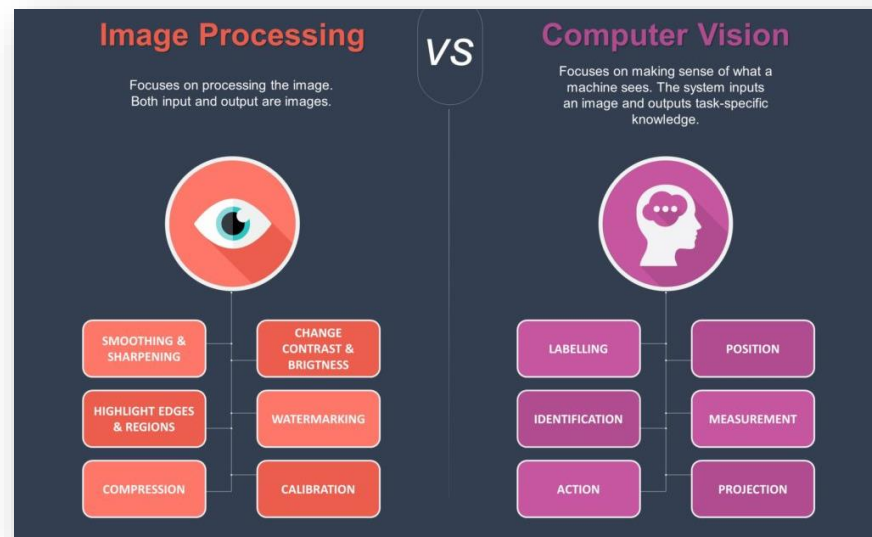 Image Processing
VS
Computer Vision
Focuses on processing the image.
Both input and output are images.
Focuses on making sense of what a
machine sees. The system inputs
an image and outputs task-specific
knowledge.
SMOOTHING &
SHARPENING
CHANGE
CONTRAST &
BRIGTNESS
HIGHLIGHT EDGES
& REGIONS
WATERMARKING
COMPRESSION
CALIBRATION
LABELLING
POSITION
IDENTIFICATION
MEASUREMENT
ACTION
PROJECTION